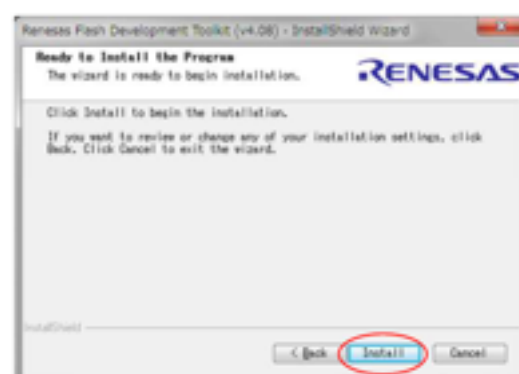 Renesas Flash Development Toolkit (v4.08) - InstallShield Wizard
Ready to Install the Program
The wizard is ready to begin installation.
RENESAS
Click Install to begin the installation.
If you want to review or change any of your installation settings, click
Back. Click Cancel to exit the wizard.
InstallShield
< Back Install Cancel